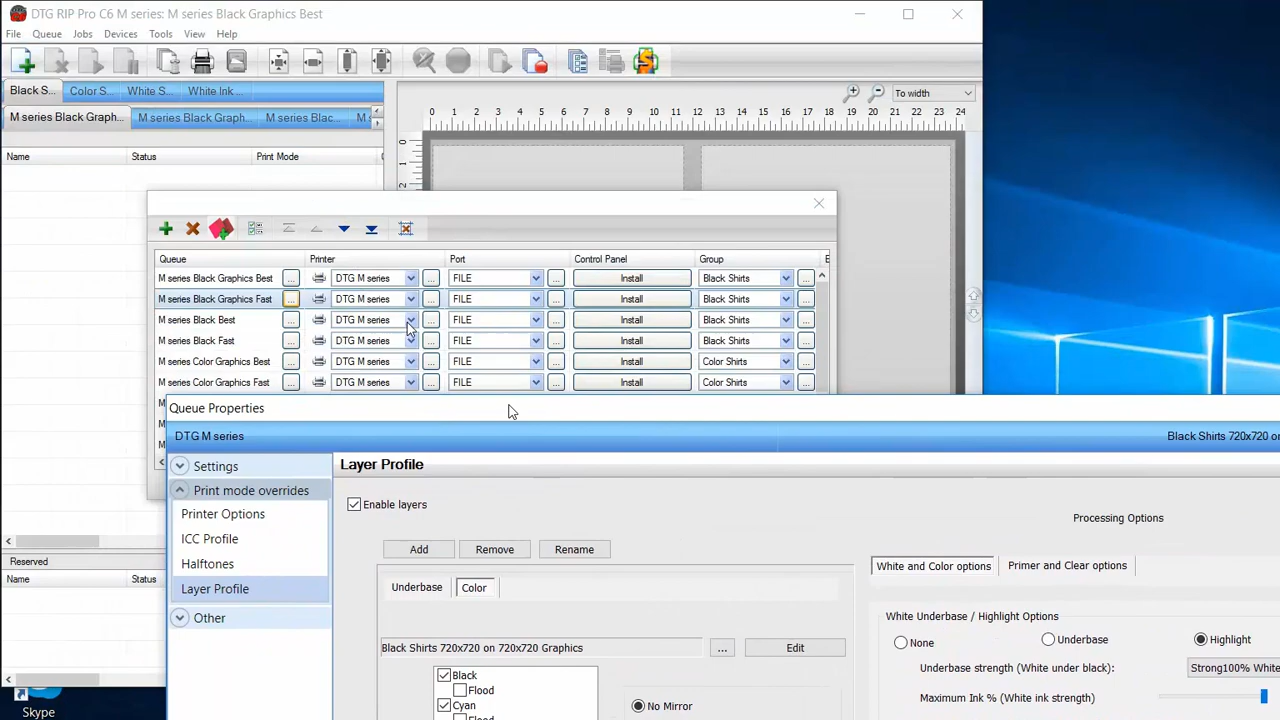 DTG RIP Pro C6 M series: M series Black Graphics Best
File Queue Jobs Devices Tools View Help
Black S... Color S... White S... White Ink ...
M series Black Graph... M series Black Graph... M series Blac... M
Name Status Print Mode
To width
0 1 2 3 4 5 6 7 8 9 10 11 12 13 14 15 16 17 18 19 20 21 22 23 24
0
1
2
Queue Printer Port Control Panel Group
M series Black Graphics Best ... DTG M series ... FILE ... Install Black Shirts ...
M series Black Graphics Fast ... DTG M series ... FILE ... Install Black Shirts ...
M series Black Best ... DTG M series ... FILE ... Install Black Shirts ...
M series Black Fast ... DTG M series ... FILE ... Install Black Shirts ...
M series Color Graphics Best ... DTG M series ... FILE ... Install Color Shirts ...
M series Color Graphics Fast ... DTG M series ... FILE ... Install Color Shirts ...
M
M
M
Reserved
Name Status
Skype
Queue Properties
DTG M series Black Shirts 720x720 on
Settings
Print mode overrides
Printer Options
ICC Profile
Halftones
Layer Profile
Other
Layer Profile
Enable layers
Add Remove Rename
Underbase Color
Black Shirts 720x720 on 720x720 Graphics ... Edit
Black
Flood
Cyan
Flood
No Mirror
Processing Options
White and Color options Primer and Clear options
White Underbase / Highlight Options
None Underbase Highlight
Underbase strength (White under black): Strong100% White
Maximum Ink % (White ink strength)